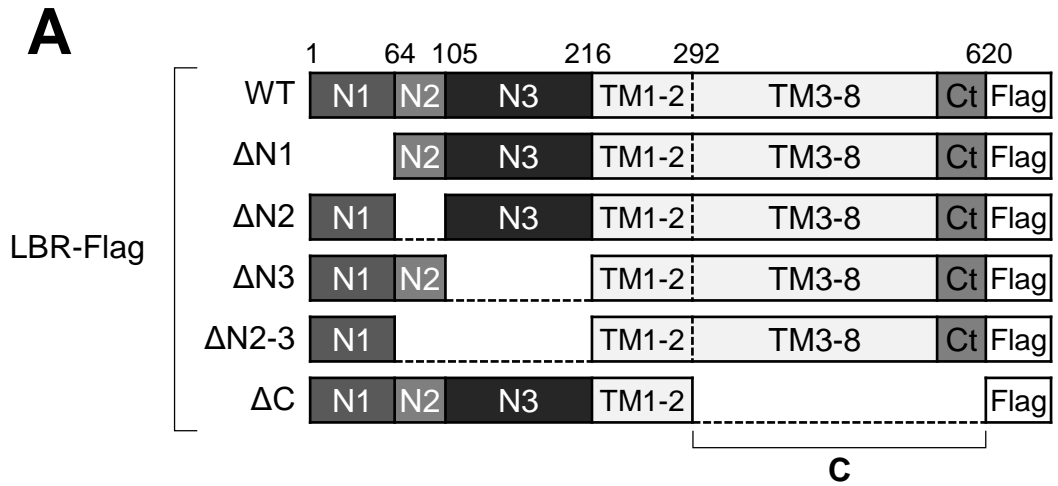 A
1 64 105 216 292 620
WT N1 N2 N3 TM1-2 TM3-8 Ct Flag
ΔN1 N2 N3 TM1-2 TM3-8 Ct Flag
ΔN2 N1 N3 TM1-2 TM3-8 Ct Flag
LBR-Flag
ΔN3 N1 N2 TM1-2 TM3-8 Ct Flag
ΔN2-3 N1 TM1-2 TM3-8 Ct Flag
ΔC N1 N2 N3 TM1-2 Flag
C